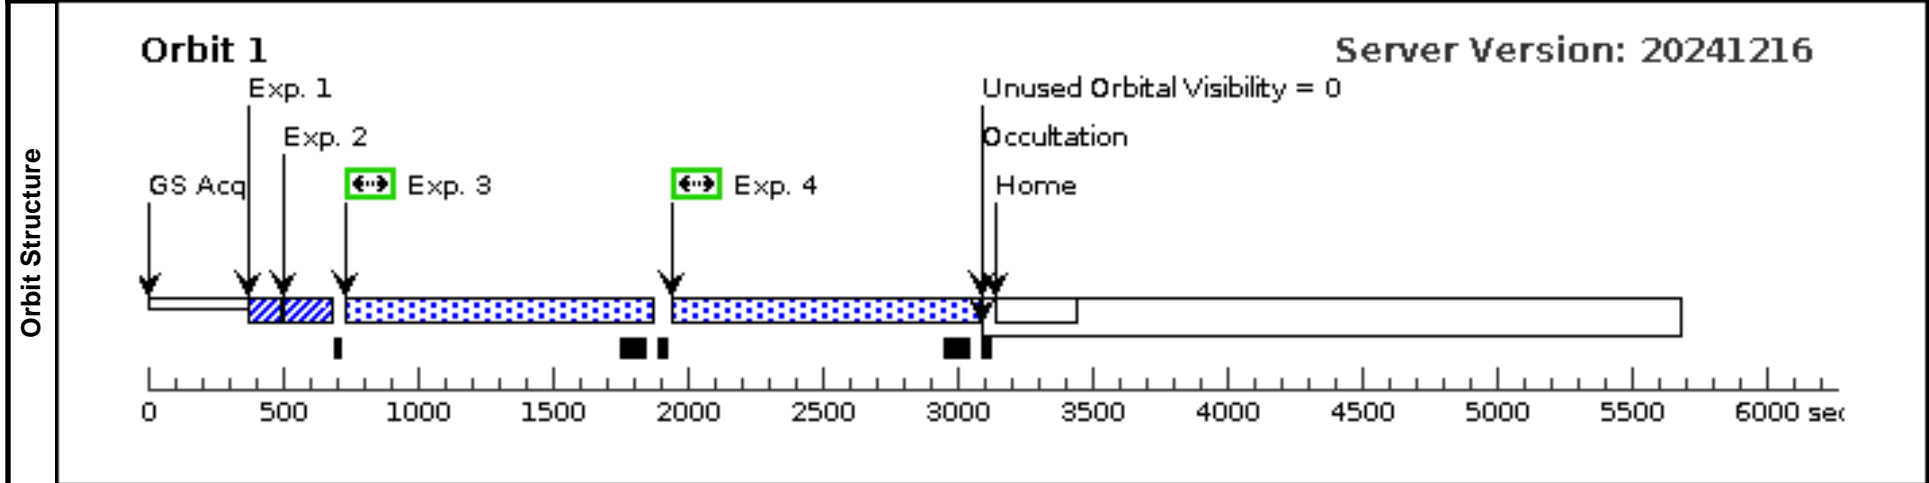 Orbit Structure
Orbit 1
Server Version: 20241216
Exp. 1
Unused Orbital Visibility = 0
Exp. 2
Occultation
GS Acq
Exp. 3
Exp. 4
Home
0 500 1000 1500 2000 2500 3000 3500 4000 4500 5000 5500 6000 sec